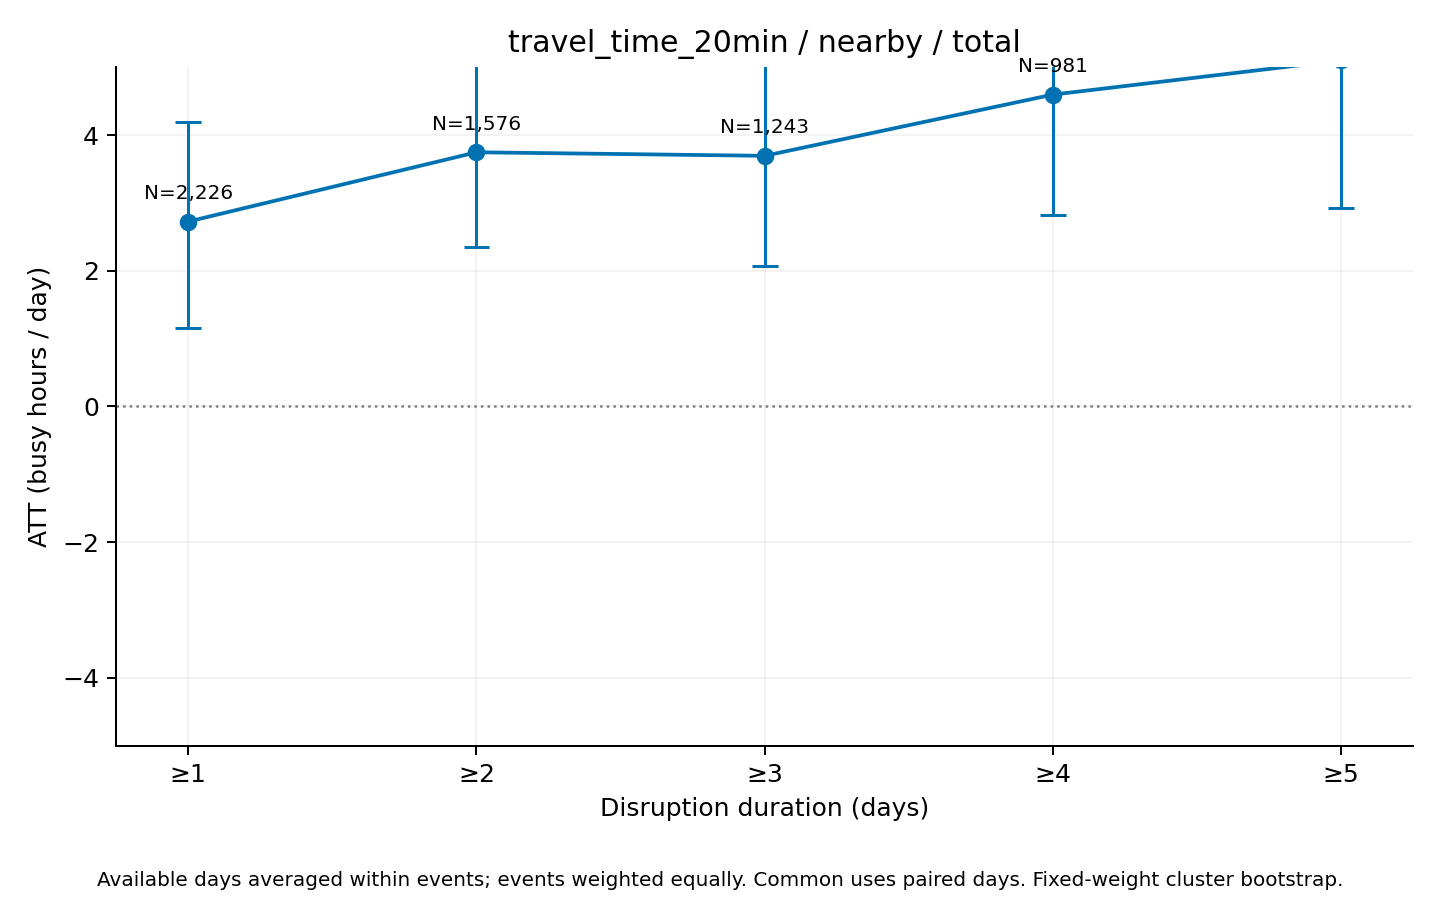 travel_time_20min / nearby / total
N=981
N=1,576
N=1,243
N=2,226
4
2
0
−2
−4
ATT (busy hours / day)
≥1
≥2
≥3
≥4
≥5
Disruption duration (days)
Available days averaged within events; events weighted equally. Common uses paired days. Fixed-weight cluster bootstrap.